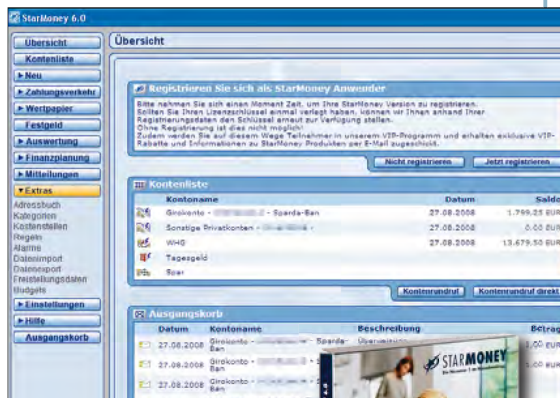 StarMoney 6.0
Übersicht
Kontenliste
Neu
Zahlungsverkehr
Wertpapier
Festgeld
Auswertung
Finanzplanung
Mitteilungen
Extras
Adressbuch
Kategorien
Kostenstellen
Regeln
Alarme
Datenimport
Datenexport
Freistellungsdaten
Budgets
Einstellungen
Hilfe
Ausgangskorb
Übersicht
Registrieren Sie sich als StarMoney Anwender
Bitte nehmen Sie sich einen Moment Zeit, um Ihre StarMoney Version zu registrieren.
Sollten Sie Ihren Lizenzschlüssel einmal verlegt haben, können wir Ihnen anhand Ihrer
Registrierungsdaten den Schlüssel erneut zur Verfügung stellen.
Ohne Registrierung ist dies nicht möglich!
Zudem werden Sie auf diesem Wege Teilnehmer in unserem VIP-Programm und erhalten exklusive VIP-
Rabatte und Informationen zu StarMoney Produkten per E-Mail zugeschickt.
Nicht registrieren Jetzt registrieren
Kontenliste
Kontoname Datum Saldo
Girokonto - - Sparda-Ban 27.08.2008 1.799,25 EUR
Sonstige Privatkonten - 27.08.2008 0,00 EUR
WHG 27.08.2008 13.679,50 EUR
Tagesgeld
Spar
Kontenrundruf Kontenrundruf direkt
Ausgangskorb
Datum Kontoname Beschreibung Betrag
27.08.2008 Girokonto - - Sparda-
Ban Überweisung 1,00 EUR
27.08.2008 Girokonto - - S
Ban 1,00 EUR
27.08.2008 Girokonto - - S
Ban
STARMONEY